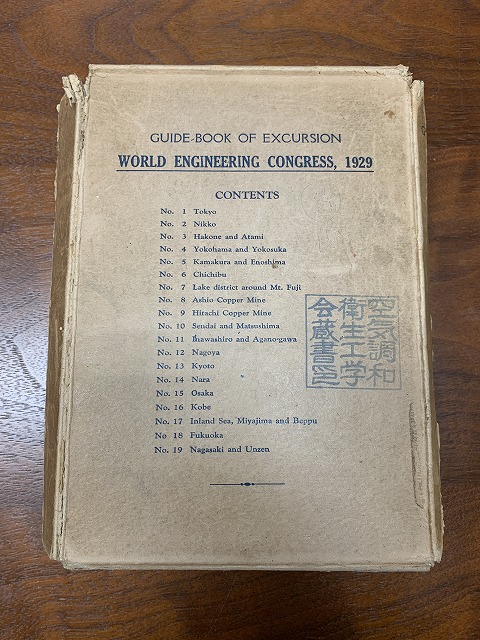 GUIDE-BOOK OF EXCURSION
WORLD ENGINEERING CONGRESS, 1929
CONTENTS
No. 1 Tokyo
No. 2 Nikko
No. 3 Hakone and Atami
No. 4 Yokohama and Yokosuka
No. 5 Kamakura and Enoshima
No. 6 Chichibu
No. 7 Lake district around Mt. Fuji
No. 8 Ashio Copper Mine
No. 9 Hitachi Copper Mine
No. 10 Sendai and Matsushima
No. 11 Inawashiro and Agano-gawa
No. 12 Nagoya
No. 13 Kyoto
No. 14 Nara
No. 15 Osaka
No. 16 Kobe
No. 17 Inland Sea, Miyajima and Beppu
No 18 Fukuoka
No. 19 Nagasaki and Unzen
空気調和
衛生工学
会蔵書印